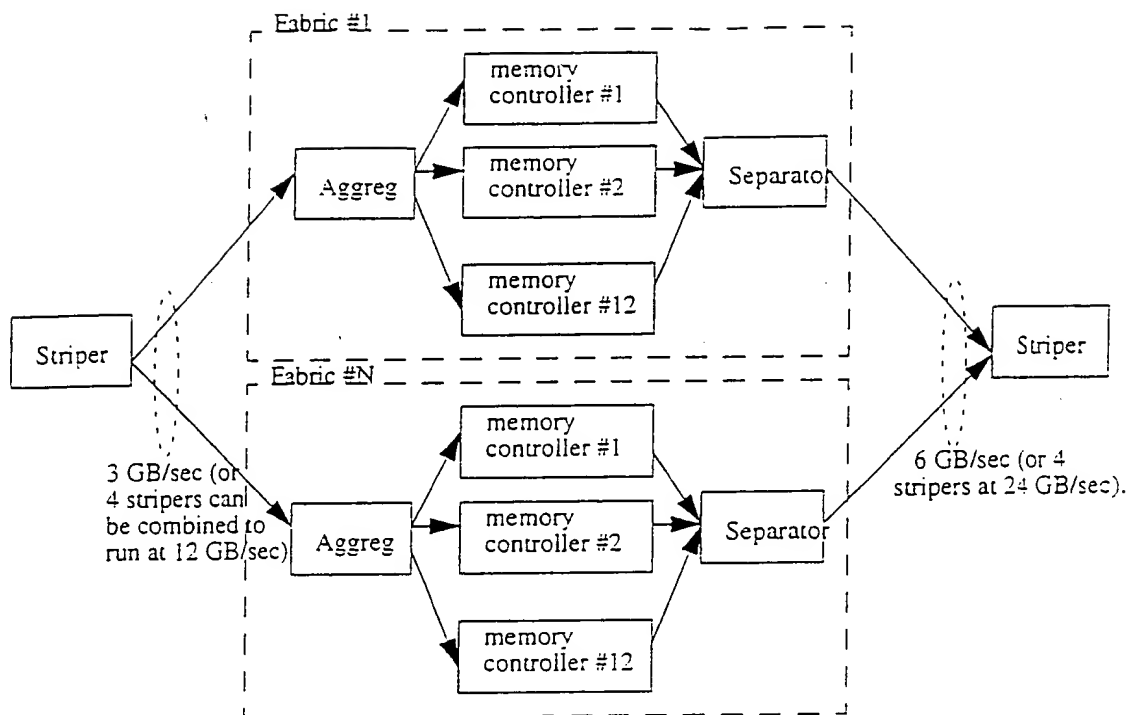 Fabric #1
memory
controller #1
memory
controller #2
memory
controller #12
Aggreg
Separator
Striper
Striper
3 GB/sec (or
4 stripers can
be combined to
run at 12 GB/sec)
6 GB/sec (or 4
stripers at 24 GB/sec).
Fabric #N
memory
controller #1
memory
controller #2
memory
controller #12
Aggreg
Separator